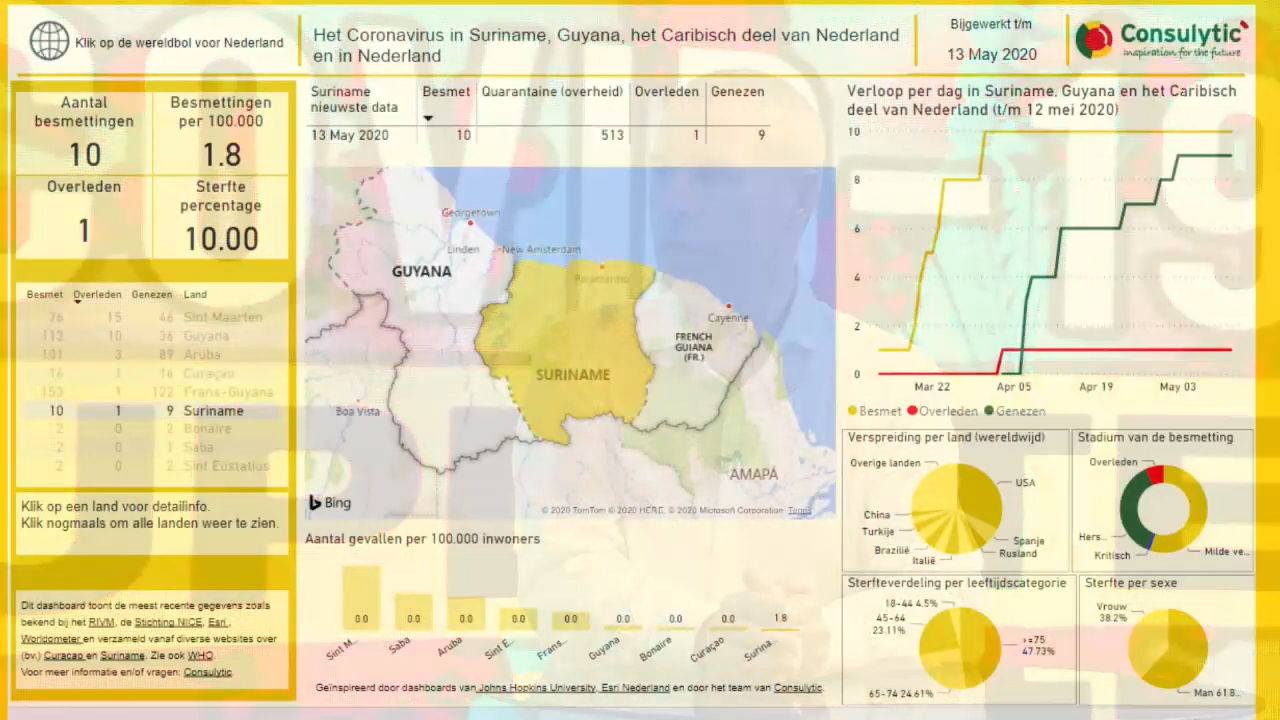 Klik op de wereldbol voor Nederland
Het Coronavirus in Suriname, Guyana, het Caribisch deel van Nederland
en in Nederland
Bijgewerkt t/m
13 May 2020
Consulytic
Inspiration for the future
Aantal
besmettingen
10
Besmettingen
per 100.000
1.8
Overleden
1
Sterfte
percentage
10.00
Besmet Overleden Genezen Land
76 15 46 Sint Maarten
113 10 36 Guyana
101 3 89 Aruba
16 1 14 Curaçao
153 1 122 Frans-Guyana
10 1 9 Suriname
2 0 2 Bonaire
2 0 1 Saba
2 0 2 Sint Eustatius
Klik op een land voor detailinfo.
Klik nogmaals om alle landen weer te zien.
Dit dashboard toont de meest recente gegevens zoals
bekend bij het RIVM, de Stichting NICE, Esri,
Worldometer en verzameld vanaf diverse websites over
(bv.) Curacao en Suriname. Zie ook WHO.
Voor meer informatie en/of vragen: Consulytic.
Suriname
nieuwste data
Besmet Quarantaine (overheid) Overleden Genezen
13 May 2020 10 513 1 9
Georgetown
Linden
New Amsterdam
GUYANA
Paramaribo
Cayenne
FRENCH
GUIANA
(FR.)
SURINAME
Boa Vista
AMAPÁ
Bing
© 2020 TomTom © 2020 HERE, © 2020 Microsoft Corporation Terms
Aantal gevallen per 100.000 inwoners
0.0 0.0 0.0 0.0 0.0 0.0 0.0 0.0 1.8
Sint M... Saba Aruba Sint E... Frans... Guyana Bonaire Curaçao Surina...
Geïnspireerd door dashboards van Johns Hopkins University, Esri Nederland en door het team van Consulytic.
Verloop per dag in Suriname, Guyana en het Caribisch
deel van Nederland (t/m 12 mei 2020)
10
8
6
4
2
0
Mar 22 Apr 05 Apr 19 May 03
Besmet Overleden Genezen
Verspreiding per land (wereldwijd)
Overige landen
USA
China
Turkije
Brazilië
Italië
Spanje
Rusland
Stadium van de besmetting
Overleden
Hers...
Kritisch
Milde ve...
Sterfteverdeling per leeftijdscategorie
18-44 4.5%
45-64
23.11%
>=75
47.73%
65-74 24.61%
Sterfte per sexe
Vrouw
38.2%
Man 61.8...